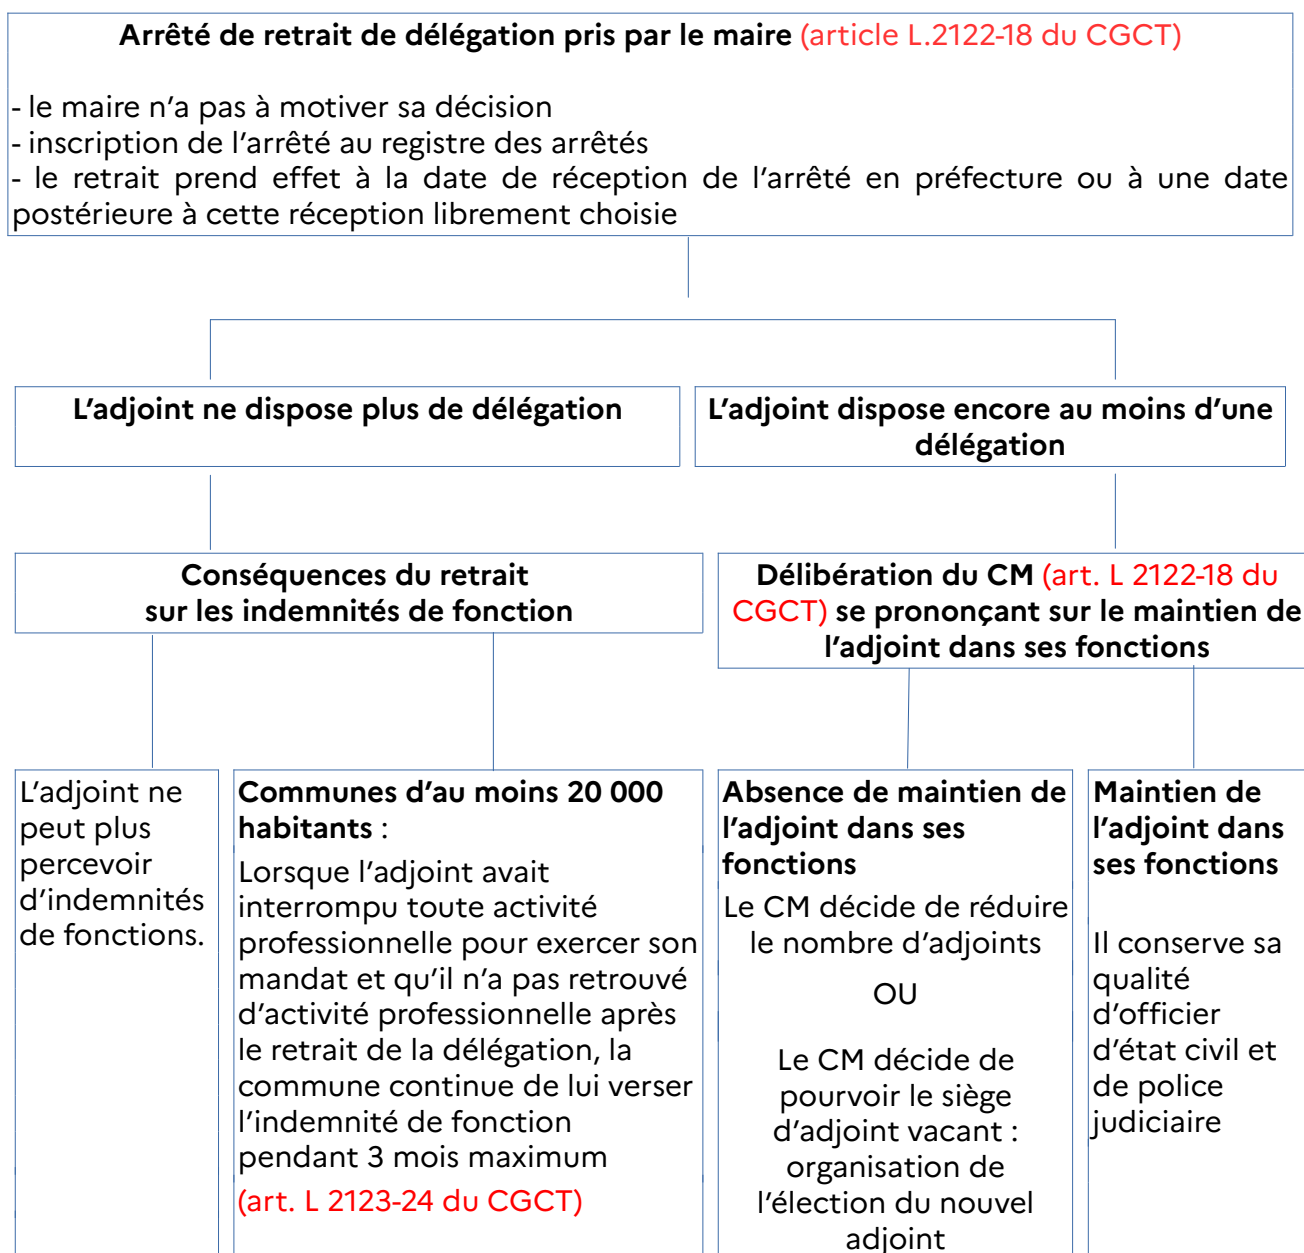 Arrêté de retrait de délégation pris par le maire (article L.2122-18 du CGCT)
- le maire n’a pas à motiver sa décision
- inscription de l’arrêté au registre des arrêtés
- le retrait prend effet à la date de réception de l’arrêté en préfecture ou à une date
postérieure à cette réception librement choisie
L’adjoint ne dispose plus de délégation
L’adjoint dispose encore au moins d’une
délégation
Conséquences du retrait
sur les indemnités de fonction
Délibération du CM (art. L 2122-18 du
CGCT) se prononçant sur le maintien de
l’adjoint dans ses fonctions
L’adjoint ne
peut plus
percevoir
d’indemnités
de fonctions.
Communes d’au moins 20 000
habitants :
Lorsque l’adjoint avait
interrompu toute activité
professionnelle pour exercer son
mandat et qu’il n’a pas retrouvé
d’activité professionnelle après
le retrait de la délégation, la
commune continue de lui verser
l’indemnité de fonction
pendant 3 mois maximum
(art. L 2123-24 du CGCT)
Absence de maintien de
l’adjoint dans ses
fonctions
Le CM décide de réduire
le nombre d’adjoints
OU
Le CM décide de
pourvoir le siège
d’adjoint vacant :
organisation de
l’élection du nouvel
adjoint
Maintien de
l’adjoint dans
ses fonctions
Il conserve sa
qualité
d’officier
d’état civil et
de police
judiciaire